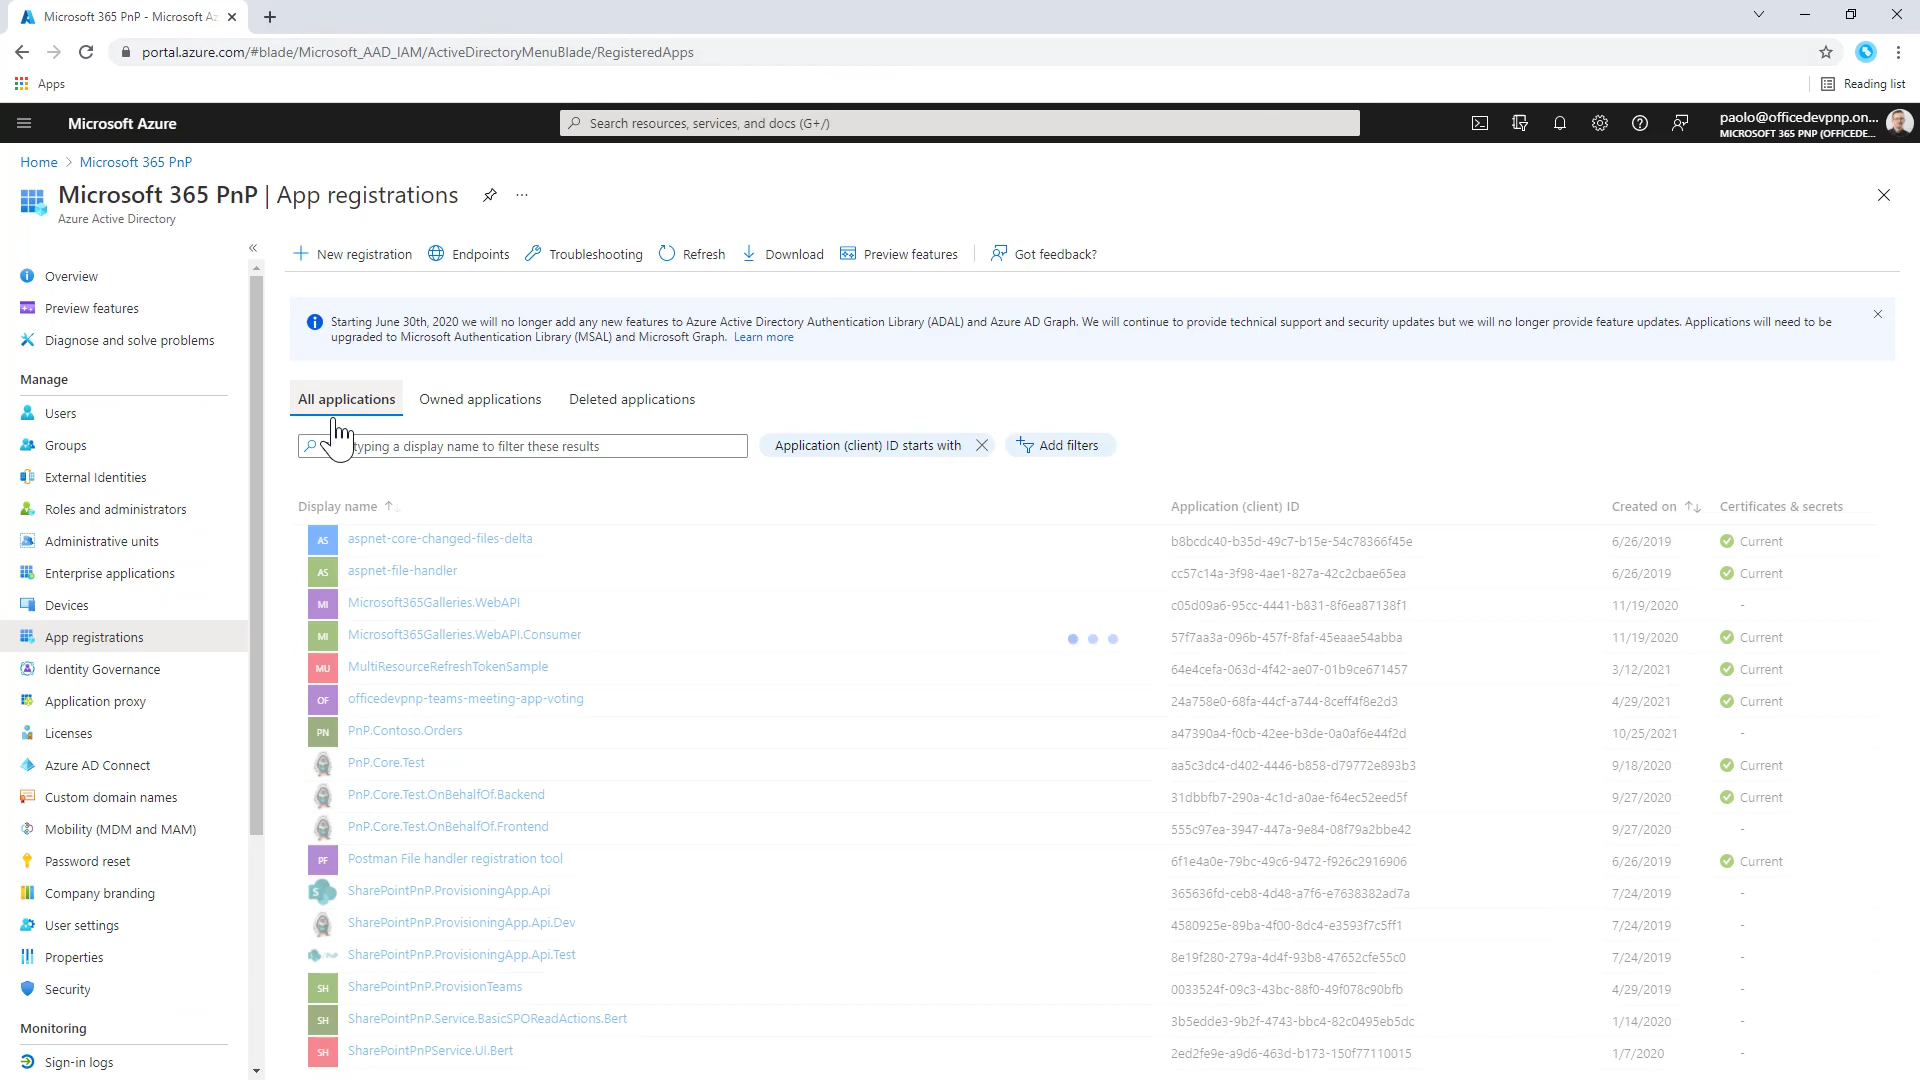 Microsoft 365 PnP - Microsoft Az
portal.azure.com/#blade/Microsoft_AAD_IAM/ActiveDirectoryMenuBlade/RegisteredApps
Apps
Reading list
Microsoft Azure
Search resources, services, and docs (G+/)
paolo@officedevpnp.on...
MICROSOFT 365 PNP (OFFICEDE...
Home > Microsoft 365 PnP
Microsoft 365 PnP | App registrations
...
Azure Active Directory
New registration
Endpoints
Troubleshooting
Refresh
Download
Preview features
Got feedback?
Overview
Preview features
Diagnose and solve problems
Manage
Users
Groups
External Identities
Roles and administrators
Administrative units
Enterprise applications
Devices
App registrations
Identity Governance
Application proxy
Licenses
Azure AD Connect
Custom domain names
Mobility (MDM and MAM)
Password reset
Company branding
User settings
Properties
Security
Monitoring
Sign-in logs
Starting June 30th, 2020 we will no longer add any new features to Azure Active Directory Authentication Library (ADAL) and Azure AD Graph. We will continue to provide technical support and security updates but we will no longer provide feature updates. Applications will need to be
upgraded to Microsoft Authentication Library (MSAL) and Microsoft Graph. Learn more
All applications
Owned applications
Deleted applications
typing a display name to filter these results
Application (client) ID starts with
Add filters
Display name
Application (client) ID
Created on
Certificates & secrets
AS aspnet-core-changed-files-delta b8bcdc40-b35d-49c7-b15e-54c78366f45e 6/26/2019 Current
AS aspnet-file-handler cc57c14a-3f98-4ae1-827a-42c2cbae65ea 6/26/2019 Current
MI Microsoft365Galleries.WebAPI c05d09a6-95cc-4441-b831-8f6ea87138f1 11/19/2020 -
MI Microsoft365Galleries.WebAPI.Consumer 57f7aa3a-096b-457f-8faf-45eaae54abba 11/19/2020 Current
MU MultiResourceRefreshTokenSample 64e4cefa-063d-4f42-ae07-01b9ce671457 3/12/2021 Current
OF officedevpnp-teams-meeting-app-voting 24a758e0-68fa-44cf-a744-8ceff4f8e2d3 4/29/2021 Current
PN PnP.Contoso.Orders a47390a4-f0cb-42ee-b3de-0a0af6e44f2d 10/25/2021 -
PnP.Core.Test aa5c3dc4-d402-4446-b858-d79772e893b3 9/18/2020 Current
PnP.Core.Test.OnBehalfOf.Backend 31dbbfb7-290a-4c1d-a0ae-f64ec52eed5f 9/27/2020 Current
PnP.Core.Test.OnBehalfOf.Frontend 555c97ea-3947-447a-9e84-08f79a2bbe42 9/27/2020 -
PF Postman File handler registration tool 6f1e4a0e-79bc-49c6-9472-f926c2916906 6/26/2019 Current
SharePointPnP.ProvisioningApp.Api 365636fd-ceb8-4d48-a7f6-e7638382ad7a 7/24/2019 -
SharePointPnP.ProvisioningApp.Api.Dev 4580925e-89ba-4f00-8dc4-e3593f7c5ff1 7/24/2019 -
SharePointPnP.ProvisioningApp.Api.Test 8e19f280-279a-4d4f-93b8-47652cfe55c0 7/24/2019 -
SH SharePointPnP.ProvisionTeams 0033524f-09c3-43bc-88f0-49f078c90bfb 4/29/2019 -
SH SharePointPnP.Service.BasicSPOReadActions.Bert 3b5edde3-9b2f-4743-bbc4-82c0495eb5dc 1/14/2020 -
SH SharePointPnPService.UI.Bert 2ed2fe9e-a9d6-463d-b173-150f77110015 1/7/2020 -